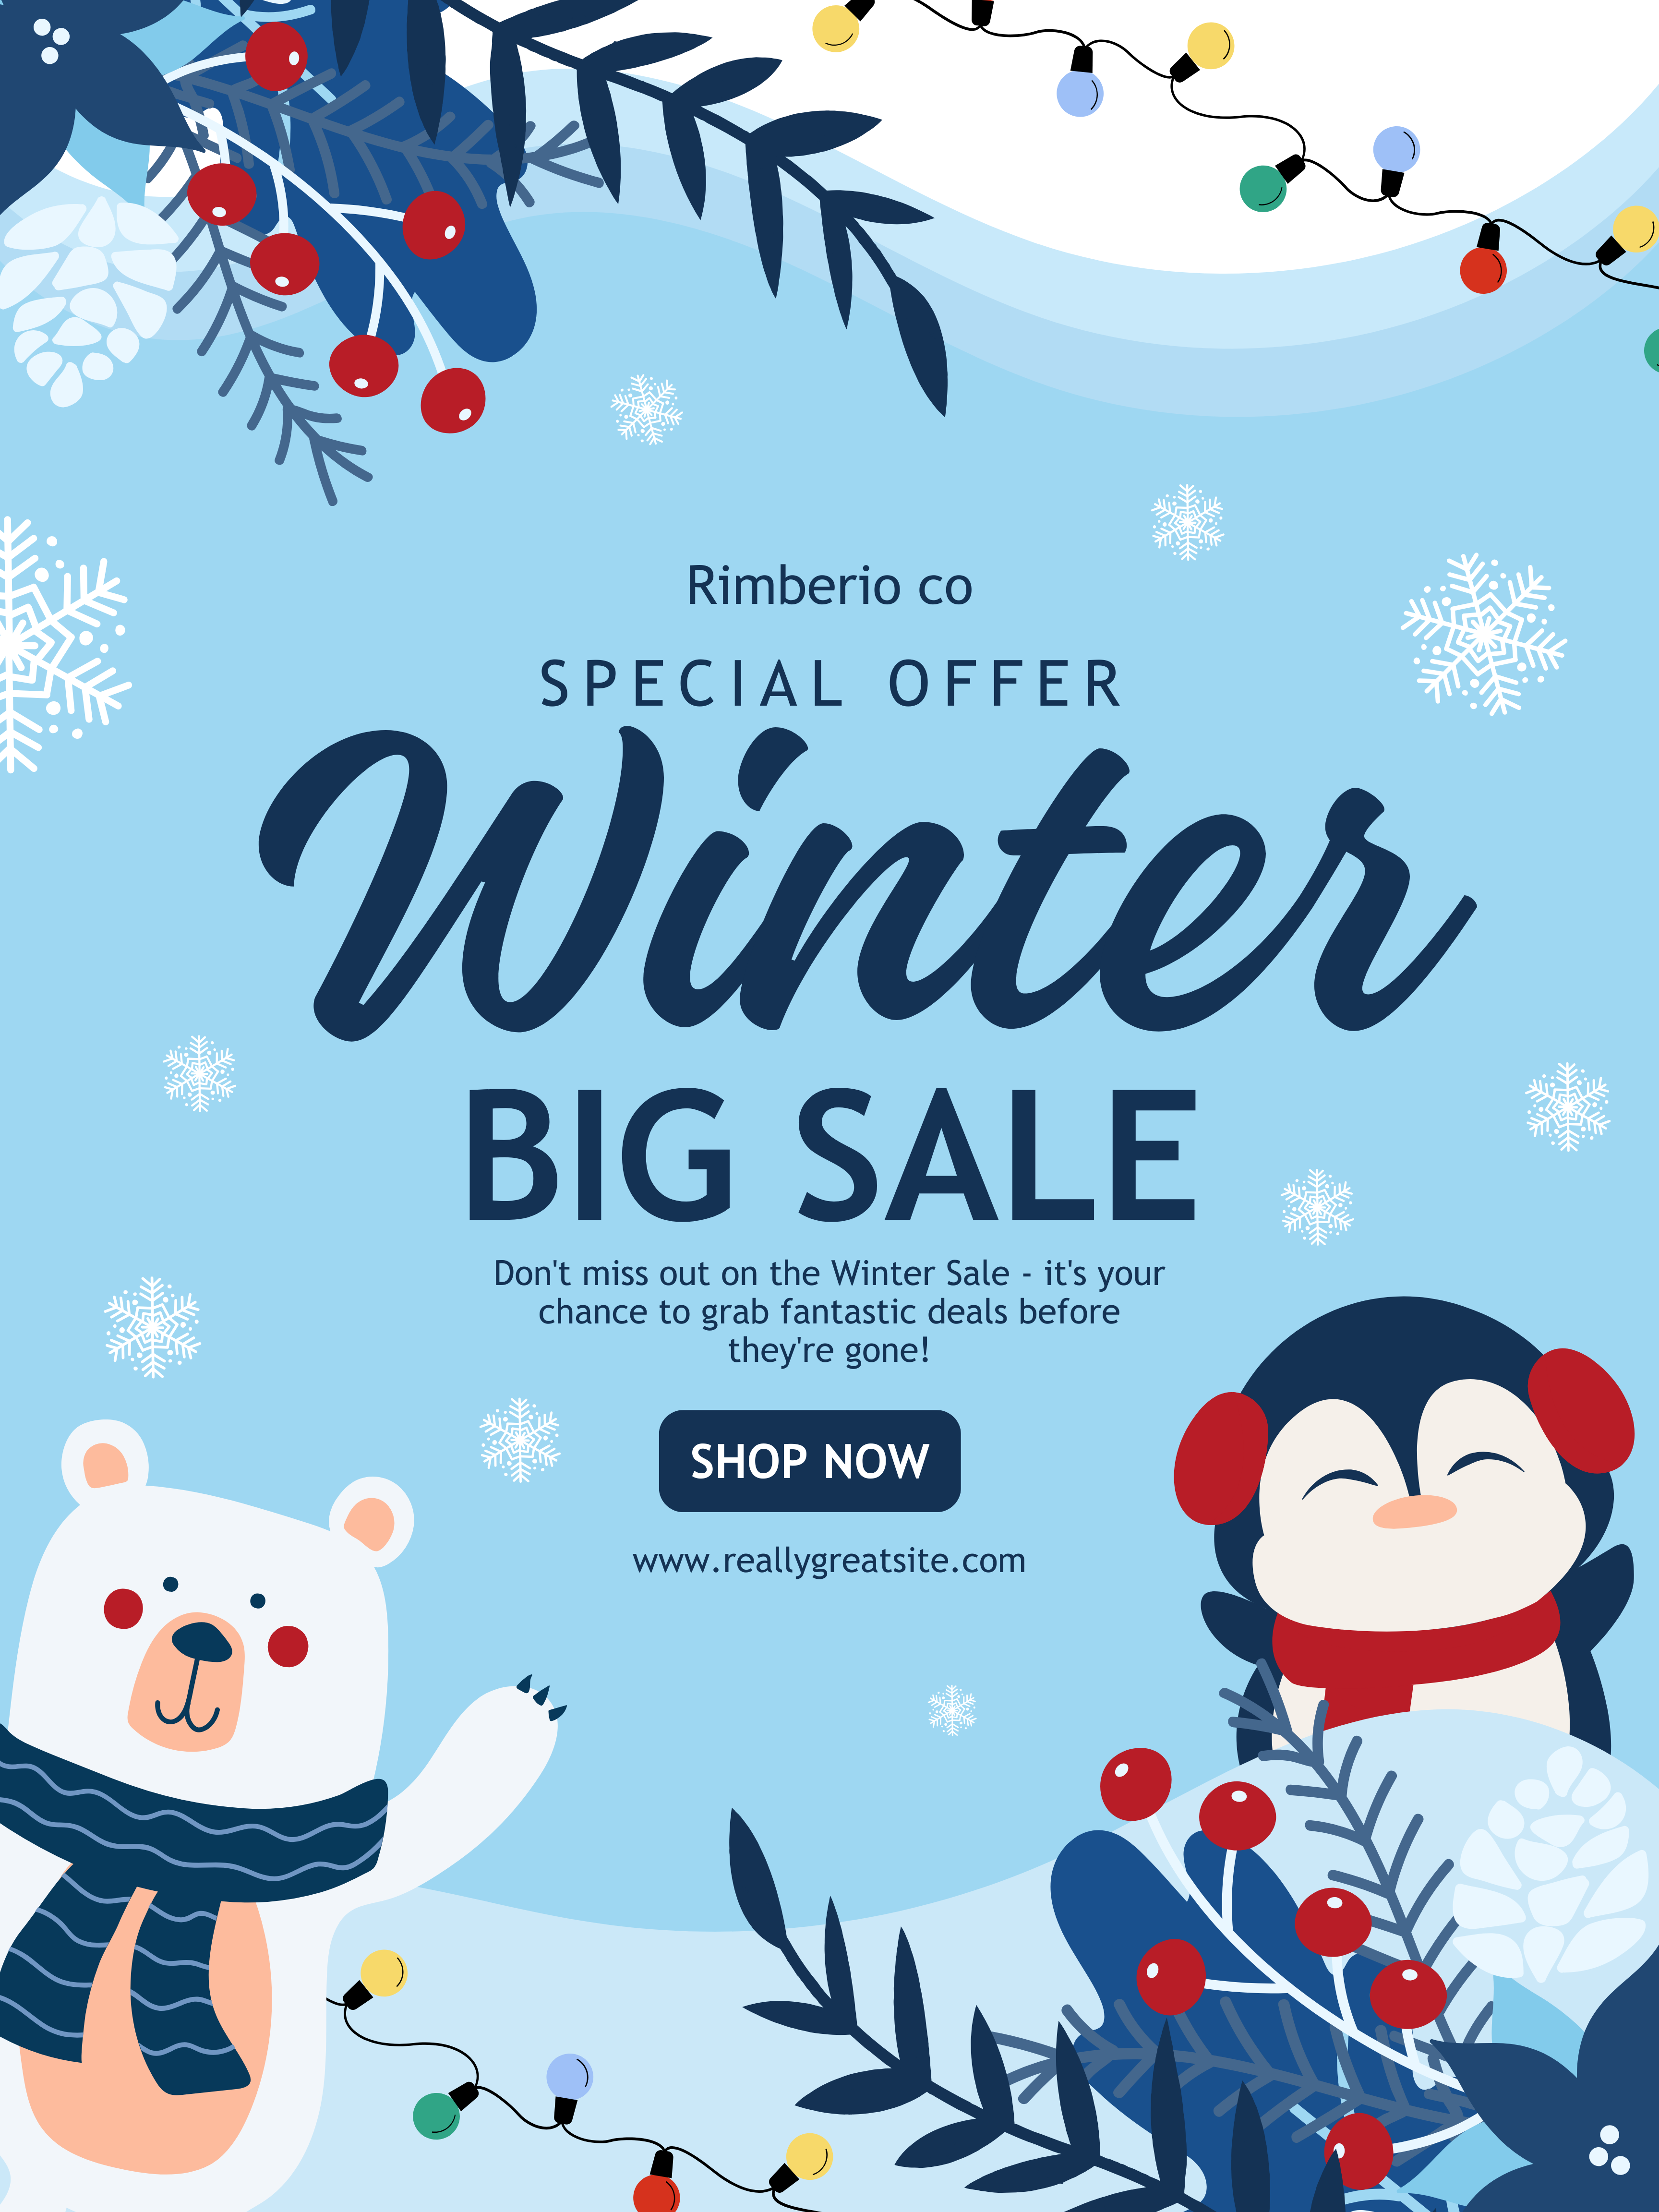 Rimberio co
SPECIAL OFFER
Winter
BIG SALE
Don't miss out on the Winter Sale - it's your
chance to grab fantastic deals before
they're gone!
SHOP NOW
www.reallygreatsite.com